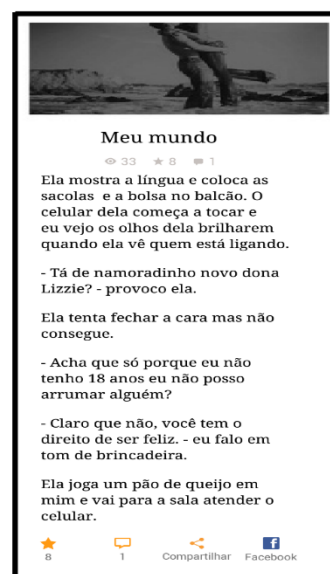 Meu mundo
33 8 1
Ela mostra a língua e coloca as
sacolas e a bolsa no balcão. O
celular dela começa a tocar e
eu vejo os olhos dela brilharem
quando ela vê quem está ligando.
- Tá de namoradinho novo dona
Lizzie? - provoco ela.
Ela tenta fechar a cara mas não
consegue.
- Acha que só porque eu não
tenho 18 anos eu não posso
arrumar alguém?
- Claro que não, você tem o
direito de ser feliz. - eu falo em
tom de brincadeira.
Ela joga um pão de queijo em
mim e vai para a sala atender o
celular.
8 1 Compartilhar Facebook